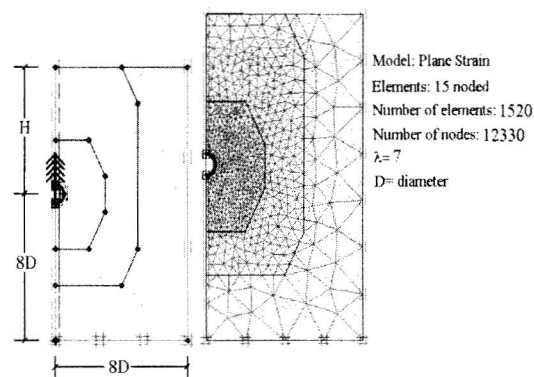 H
8D
8D
Model: Plane Strain
Elements: 15 noded
Number of elements: 1520
Number of nodes: 12330
λ= 7
D= diameter